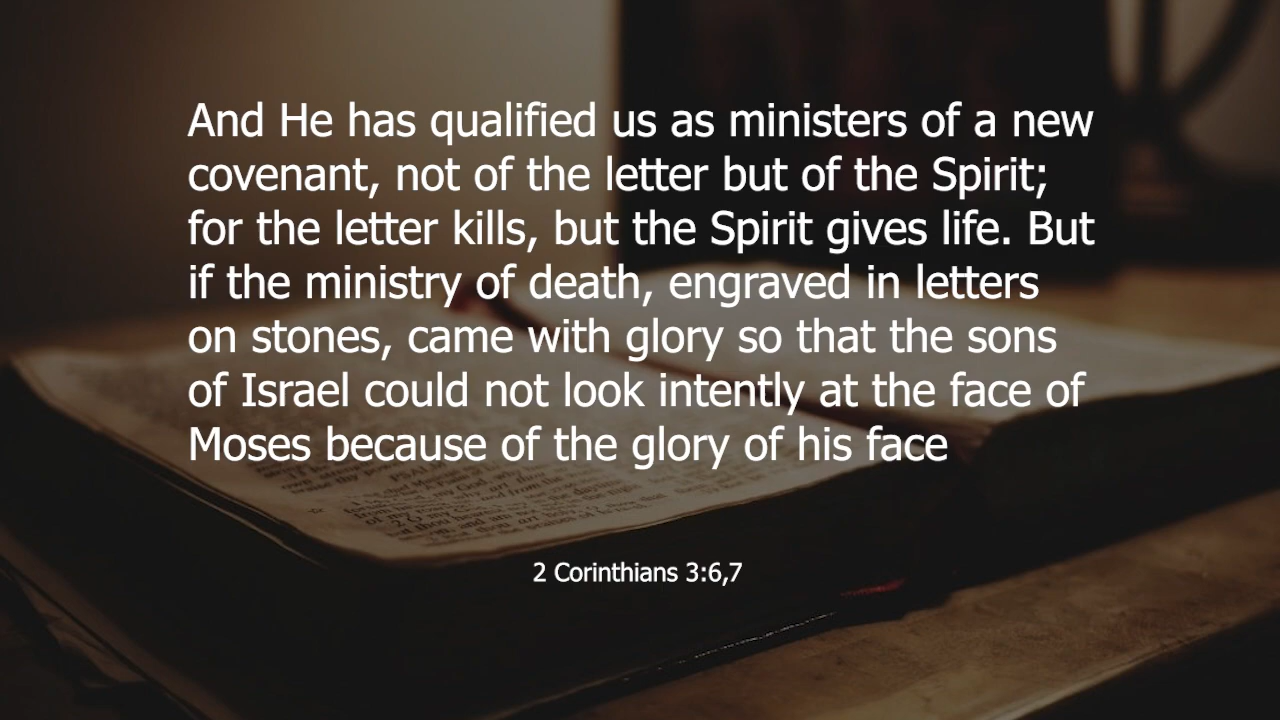 And He has qualified us as ministers of a new
covenant, not of the letter but of the Spirit;
for the letter kills, but the Spirit gives life. But
if the ministry of death, engraved in letters
on stones, came with glory so that the sons
of Israel could not look intently at the face of
Moses because of the glory of his face
2 Corinthians 3:6,7